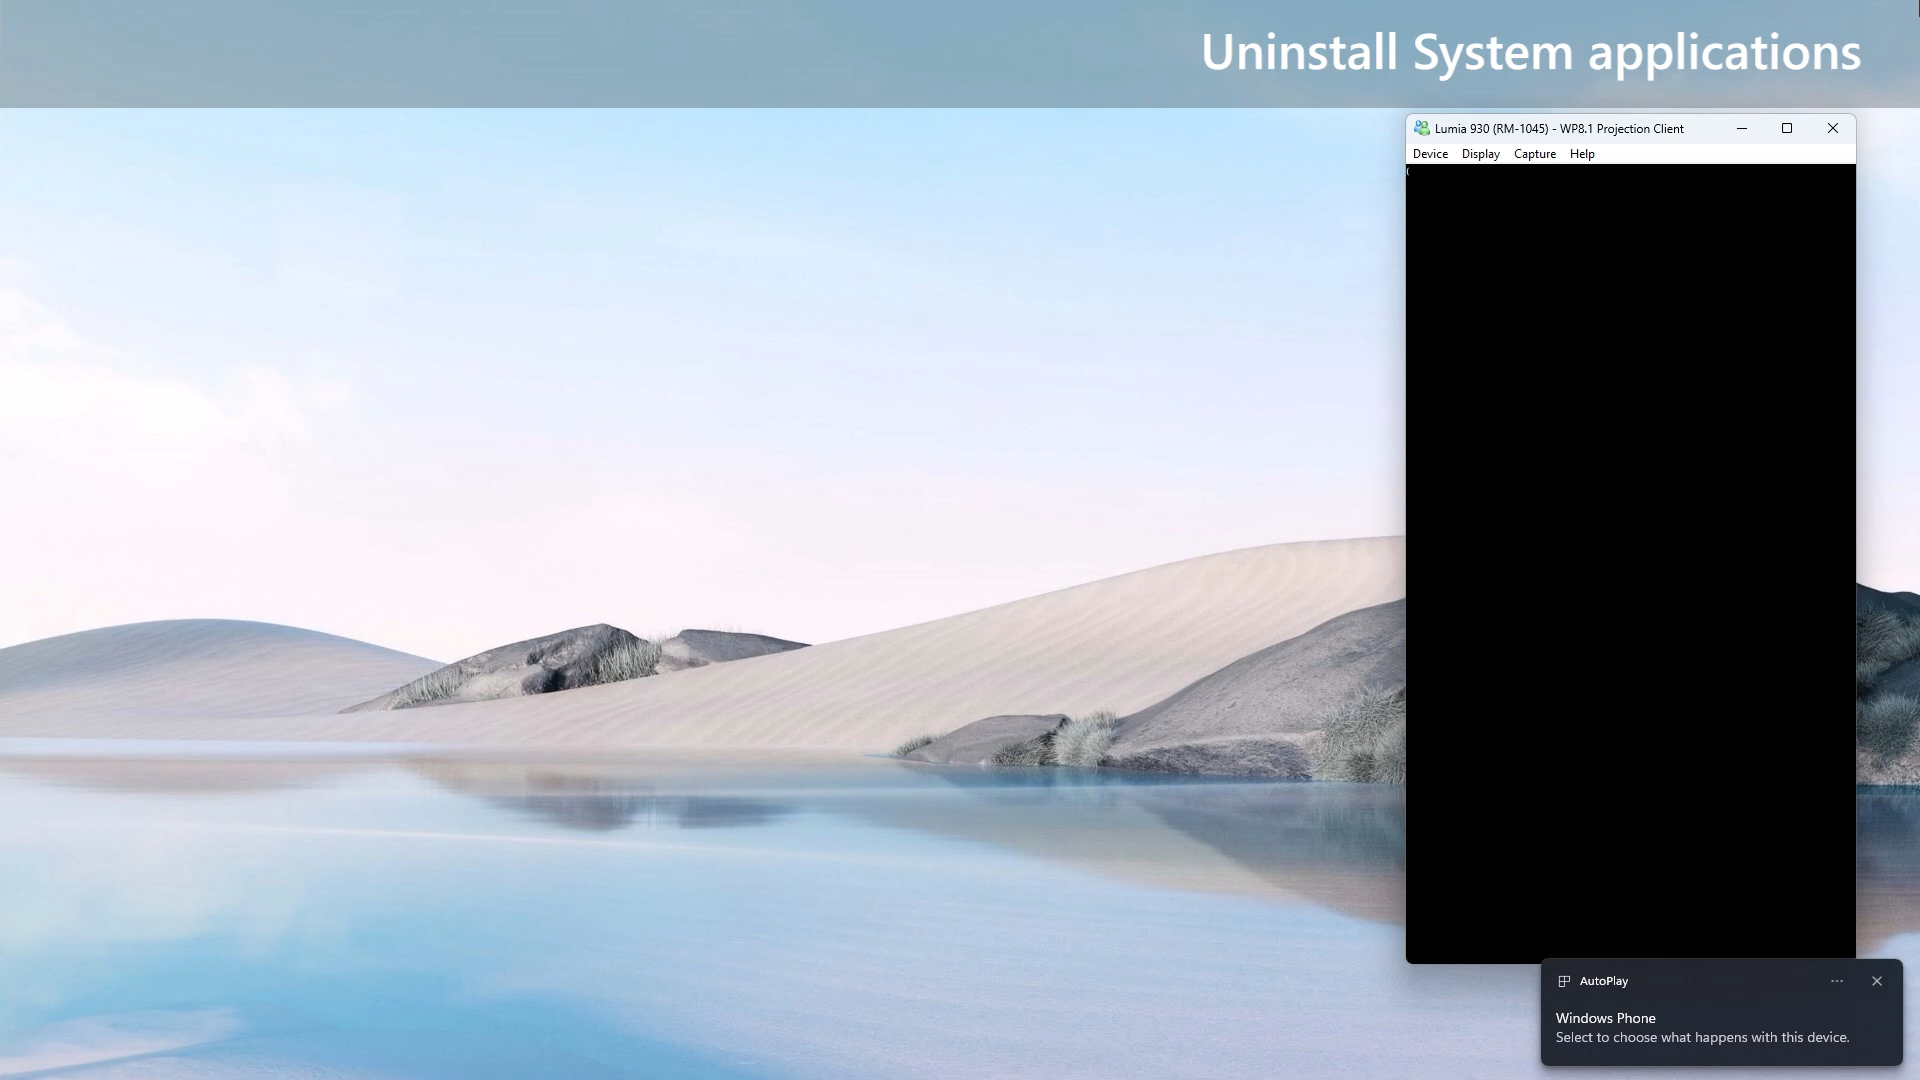 Uninstall System applications
Lumia 930 (RM-1045) - WP8.1 Projection Client
Device Display Capture Help
AutoPlay
Windows Phone
Select to choose what happens with this device.